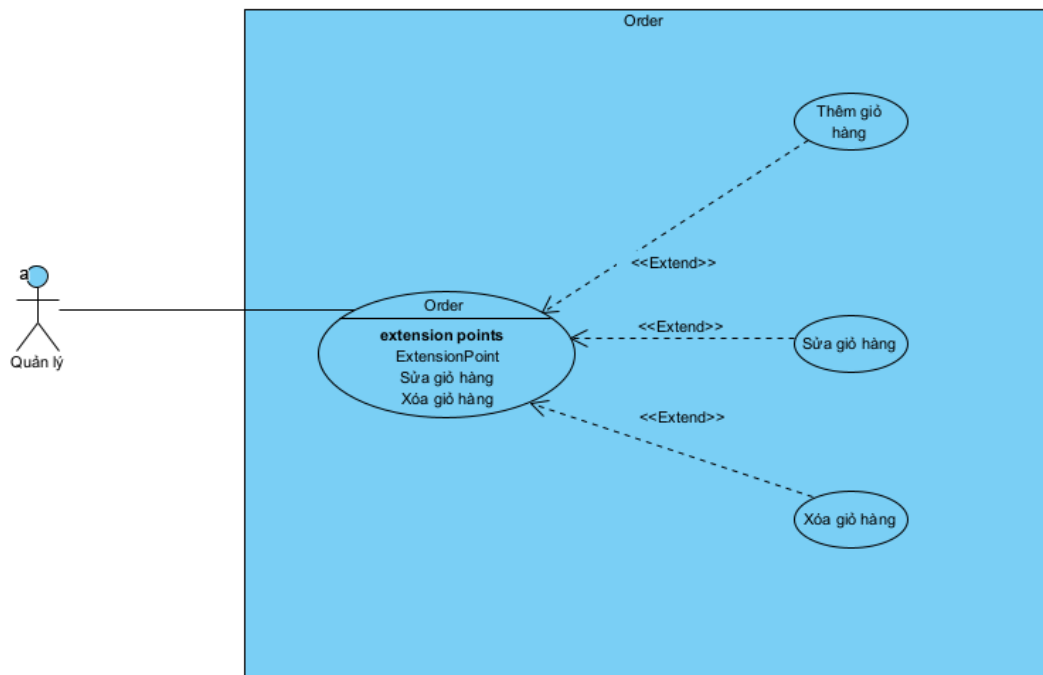 Order
Thêm giỏ
hàng
<<Extend>>
a
Quản lý
Order
extension points
ExtensionPoint
Sửa giỏ hàng
Xóa giỏ hàng
<<Extend>>
Sửa giỏ hàng
<<Extend>>
Xóa giỏ hàng